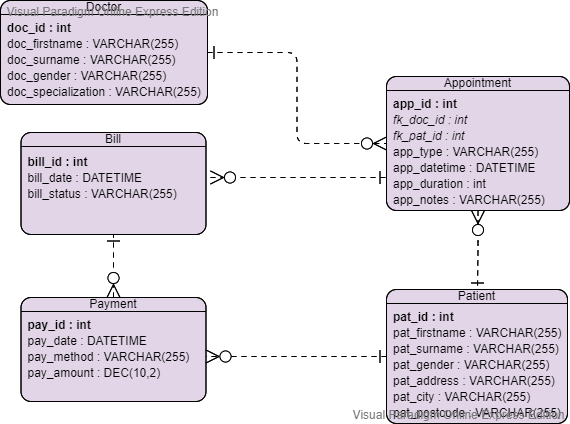 Visual Paradigm Online Express Edition
Doctor
doc_id : int
doc_firstname : VARCHAR(255)
doc_surname : VARCHAR(255)
doc_gender : VARCHAR(255)
doc_specialization : VARCHAR(255)
Appointment
app_id : int
fk_doc_id : int
fk_pat_id : int
app_type : VARCHAR(255)
app_datetime : DATETIME
app_duration : int
app_notes : VARCHAR(255)
Bill
bill_id : int
bill_date : DATETIME
bill_status : VARCHAR(255)
Payment
pay_id : int
pay_date : DATETIME
pay_method : VARCHAR(255)
pay_amount : DEC(10,2)
Patient
pat_id : int
pat_firstname : VARCHAR(255)
pat_surname : VARCHAR(255)
pat_gender : VARCHAR(255)
pat_address : VARCHAR(255)
pat_city : VARCHAR(255)
pat_postcode : VARCHAR(255)
Visual Paradigm Online Express Edition